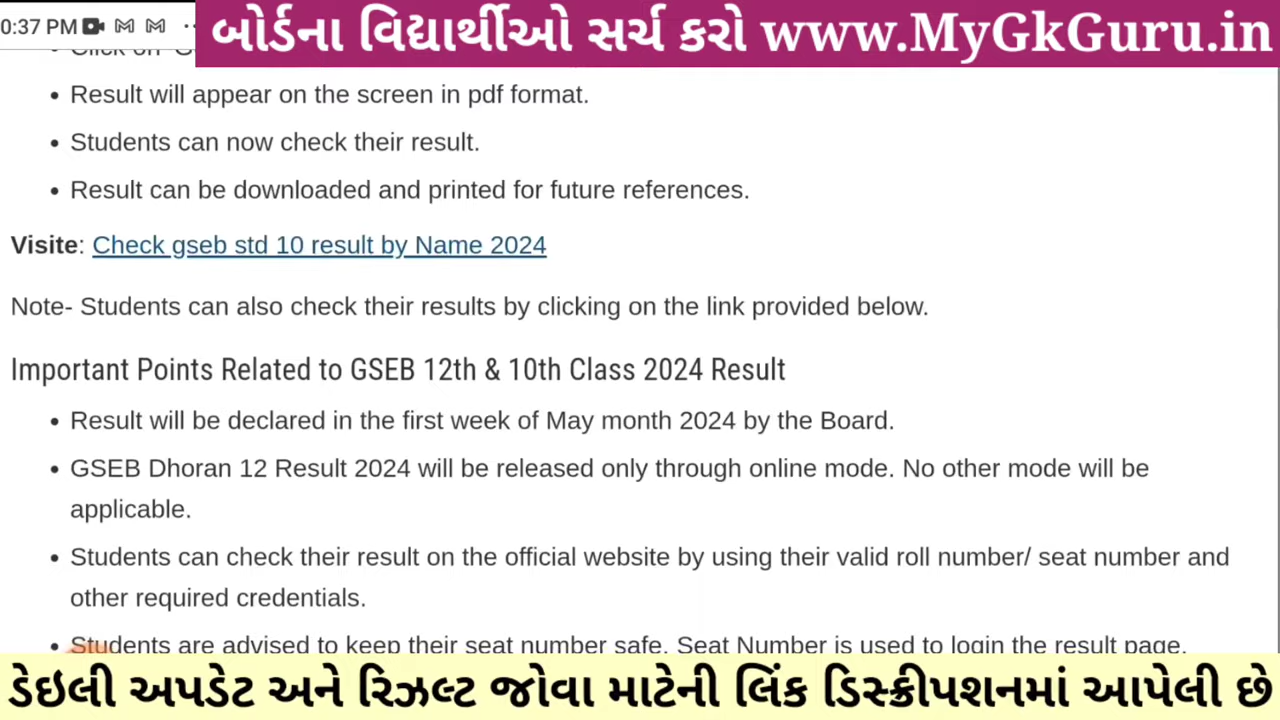 0:37 PM
બોર્ડના વિદ્યાર્થીઓ સર્ચ કરો www.MyGkGuru.in
• Result will appear on the screen in pdf format.
• Students can now check their result.
• Result can be downloaded and printed for future references.
Visite: Check gseb std 10 result by Name 2024
Note- Students can also check their results by clicking on the link provided below.
Important Points Related to GSEB 12th & 10th Class 2024 Result
• Result will be declared in the first week of May month 2024 by the Board.
• GSEB Dhoran 12 Result 2024 will be released only through online mode. No other mode will be
applicable.
• Students can check their result on the official website by using their valid roll number/ seat number and
other required credentials.
• Students are advised to keep their seat number safe. Seat Number is used to login the result page.
ડેઇલી અપડેટ અને રિઝલ્ટ જોવા માટેની લિંક ડિસ્ક્રીપશનમાં આપેલી છે